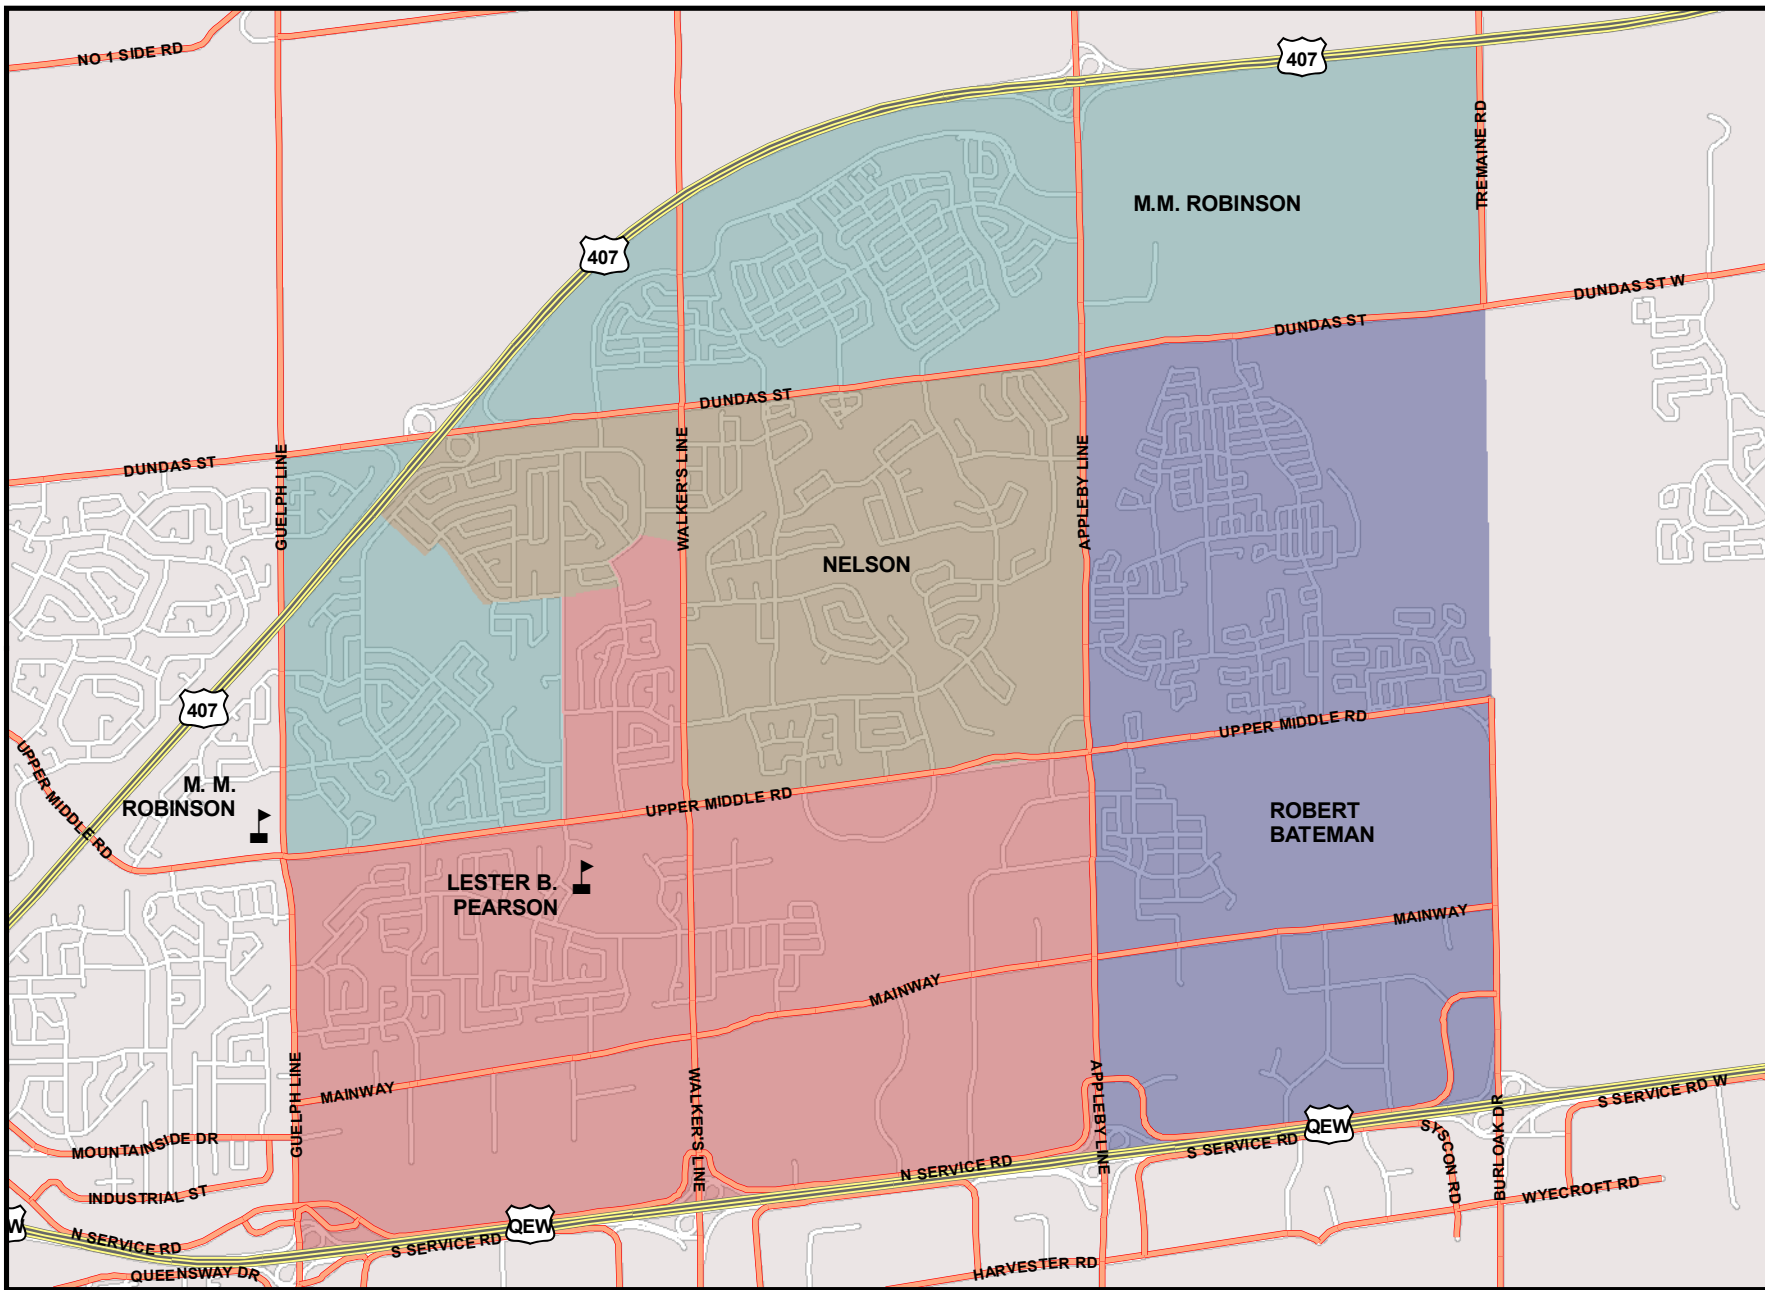 NO 1 SIDE RD
407
TREMAINE RD
M.M. ROBINSON
407
DUNDAS ST W
DUNDAS ST
DUNDAS ST
DUNDAS ST
GUELPH LINE
WALKER'S LINE
APPLEBY LINE
NELSON
407
UPPER MIDDLE RD
UPPER MIDDLE RD
UPPER MIDDLE RD
M. M.
ROBINSON
ROBERT
BATEMAN
LESTER B.
PEARSON
MAINWAY
MAINWAY
MAINWAY
GUELPH LINE
WALKER'S LINE
APPLEBY LINE
BURLOAK DR
S SERVICE RD W
QEW
SYSCON RD
S SERVICE RD
MOUNTAINSIDE DR
N SERVICE RD
INDUSTRIAL ST
WYECROFT RD
W
QEW
N SERVICE RD
S SERVICE RD
QUEENSWAY DR
HARVESTER RD